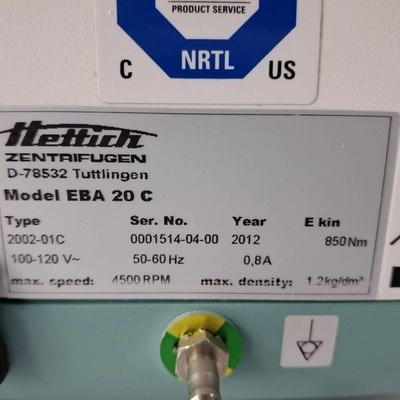 PRODUCT SERVICE
C NRTL US
Hettich
ZENTRIFUGEN
D-78532 Tuttlingen
Model EBA 20 C
Type Ser. No. Year E kin
2002-01C 0001514-04-00 2012 850Nm
100-120 V~ 50-60 Hz 0,8A
max. speed: 4500 RPM max. density: 1.2kg/dm³